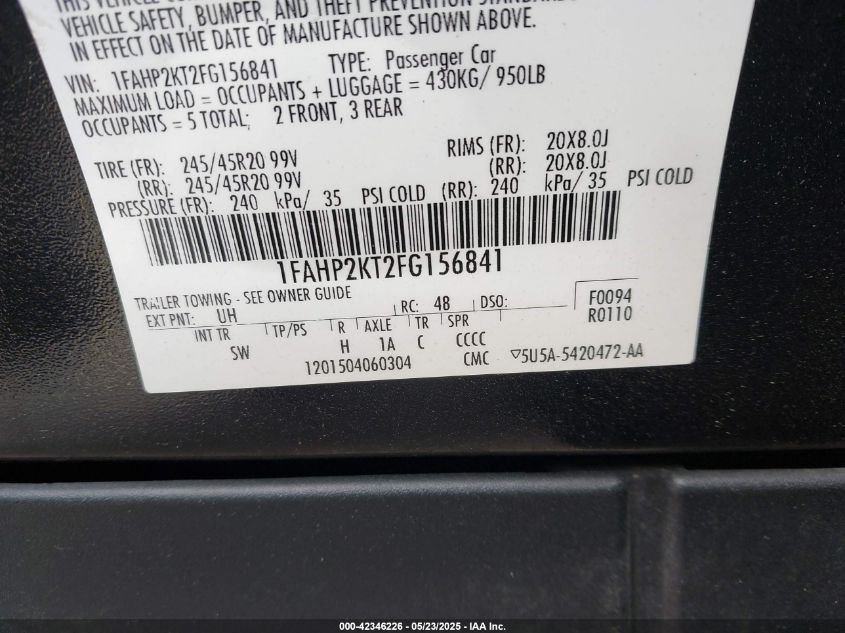 VEHICLE SAFETY, BUMPER, AND THEFT PREVENTION
IN EFFECT ON THE DATE OF MANUFACTURE SHOWN ABOVE.
VIN: 1FAHP2KT2FG156841 TYPE: Passenger Car
MAXIMUM LOAD = OCCUPANTS + LUGGAGE = 430KG/ 950LB
OCCUPANTS = 5 TOTAL; 2 FRONT, 3 REAR
TIRE (FR): 245/45R20 99V RIMS (FR): 20X8.0J
(RR): 245/45R20 99V (RR): 20X8.0J
PRESSURE (FR): 240 kPa/ 35 PSI COLD (RR): 240 kPa/ 35 PSI COLD
1FAHP2KT2FG156841
TRAILER TOWING - SEE OWNER GUIDE
EXT PNT: UH RC: 48 DSO: F0094
INT TR TP/PS R AXLE TR SPR R0110
SW H 1A C CCCC
1201504060304 CMC ▽5U5A-5420472-AA
000-42346226 - 05/23/2025 - IAA Inc.